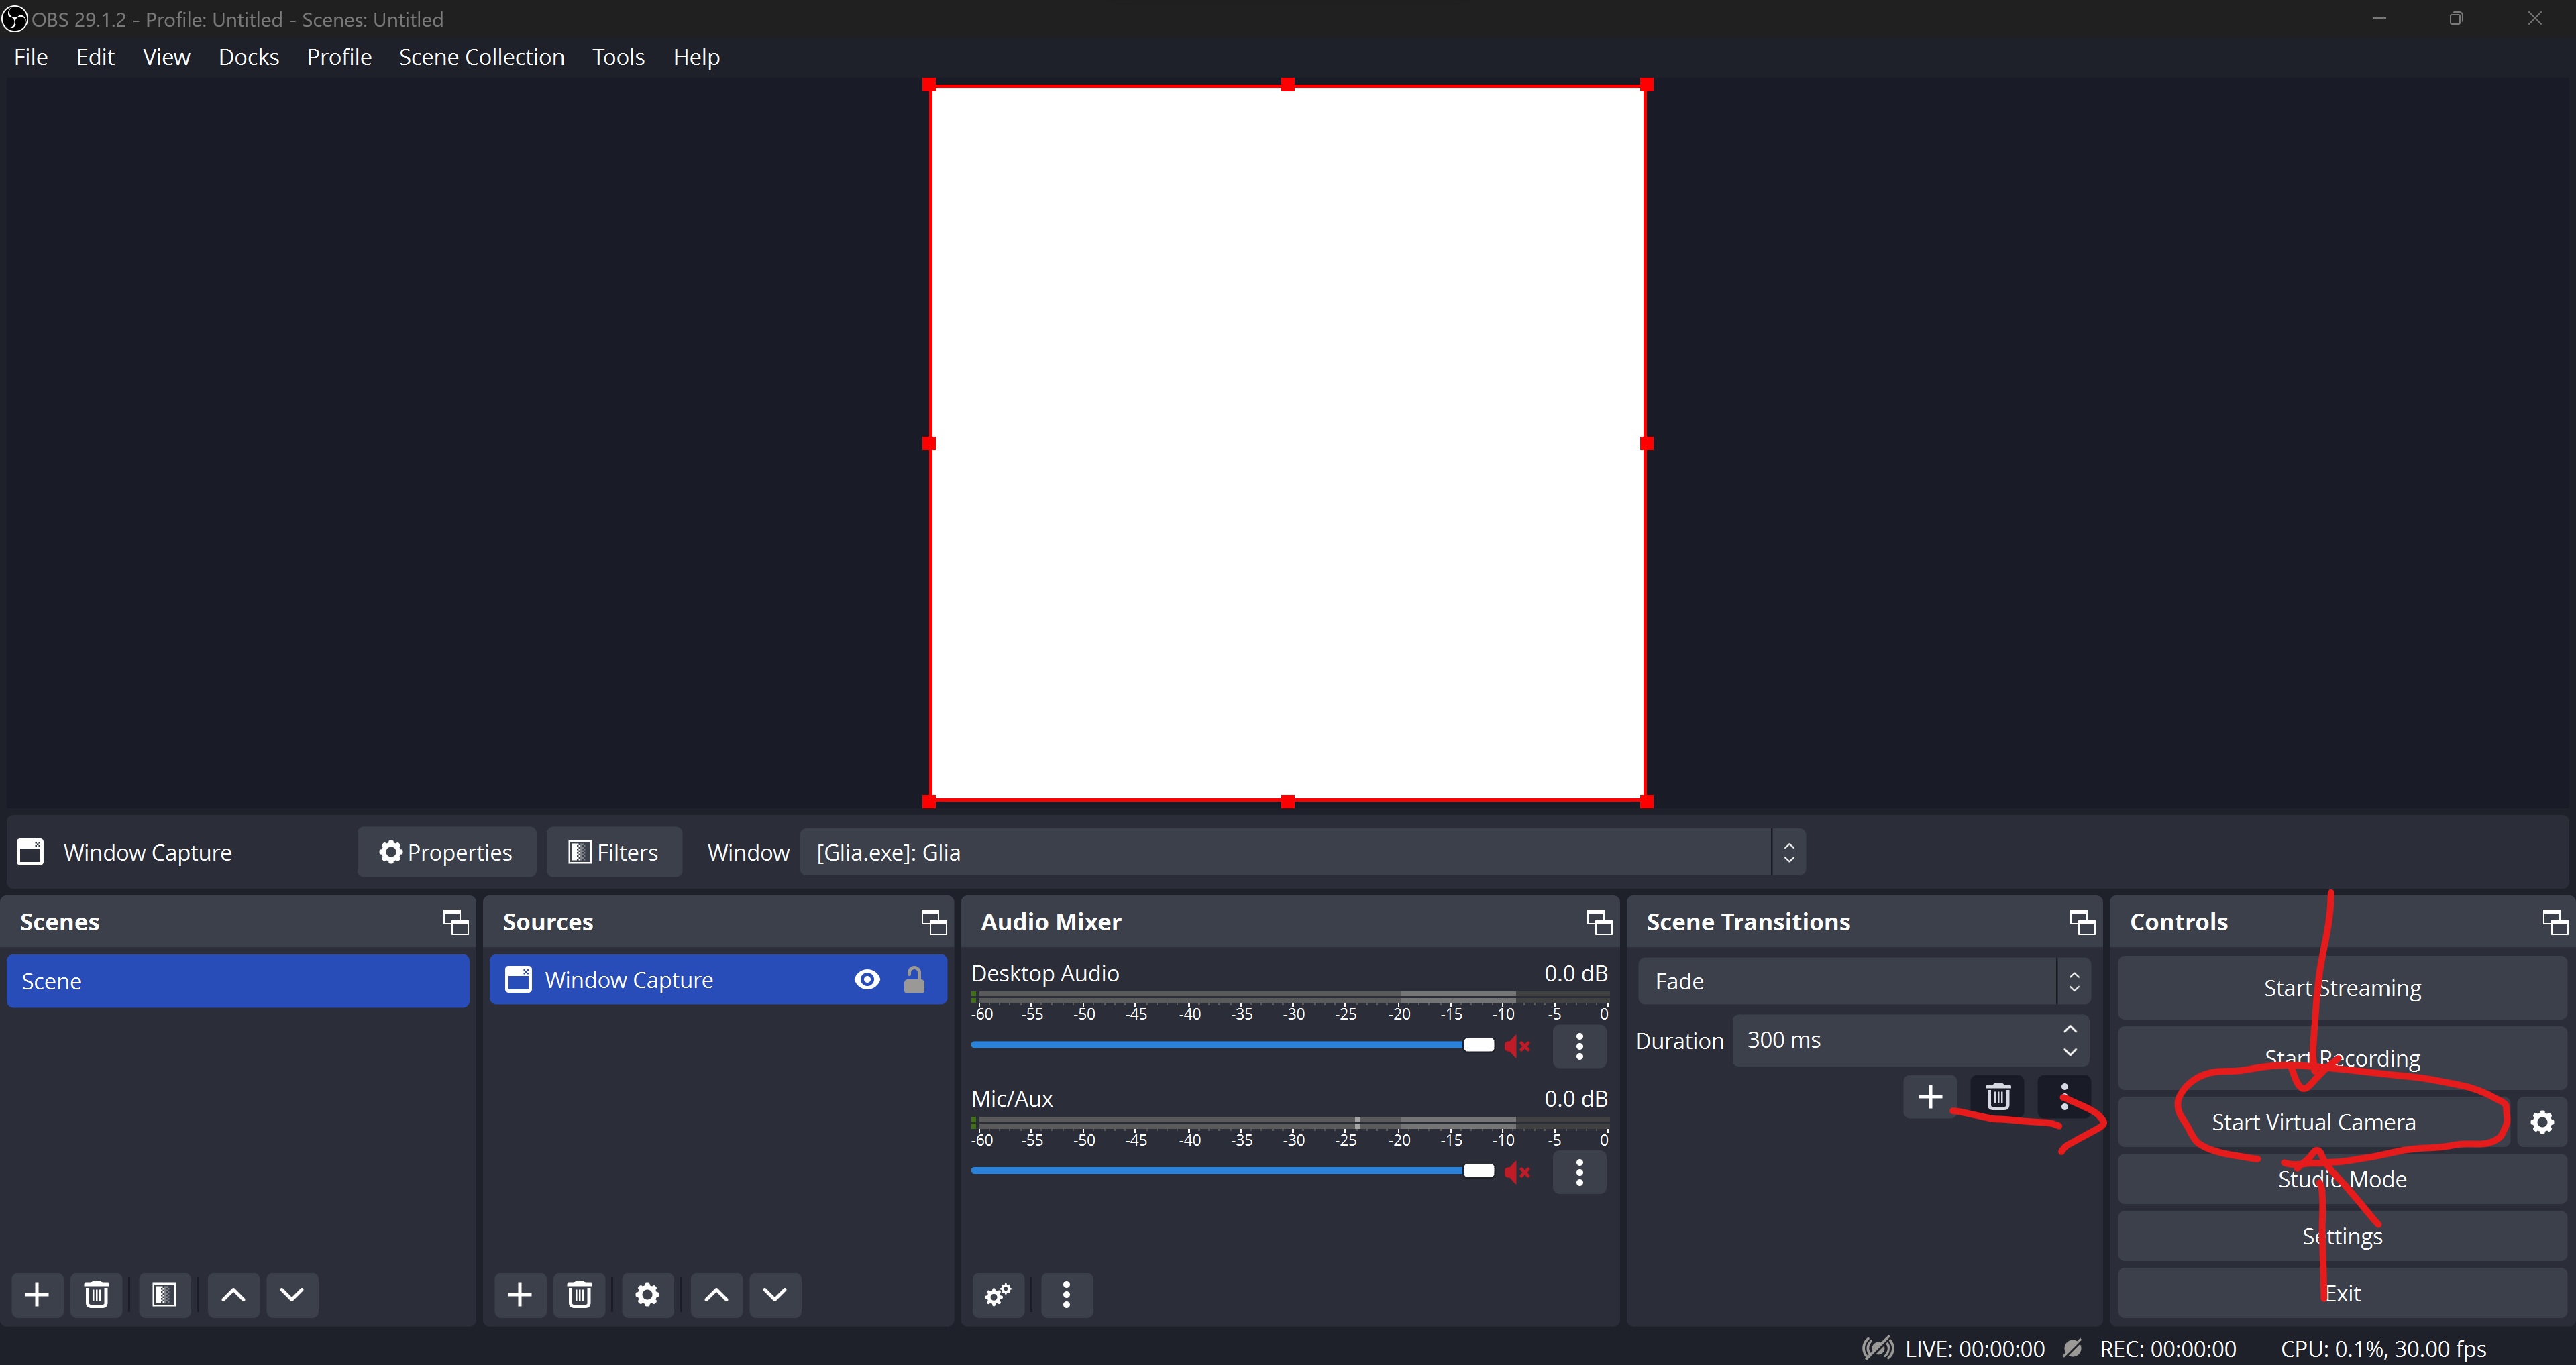 OBS 29.1.2 - Profile: Untitled - Scenes: Untitled
File Edit View Docks Profile Scene Collection Tools Help
Window Capture Properties Filters Window [Glia.exe]: Glia
Scenes
Scene
Sources
Window Capture
Audio Mixer
Desktop Audio 0.0 dB
-60 -55 -50 -45 -40 -35 -30 -25 -20 -15 -10 -5 0
Mic/Aux 0.0 dB
-60 -55 -50 -45 -40 -35 -30 -25 -20 -15 -10 -5 0
Scene Transitions
Fade
Duration 300 ms
Controls
Start Streaming
Start Recording
Start Virtual Camera
Studio Mode
Settings
Exit
LIVE: 00:00:00 REC: 00:00:00 CPU: 0.1%, 30.00 fps